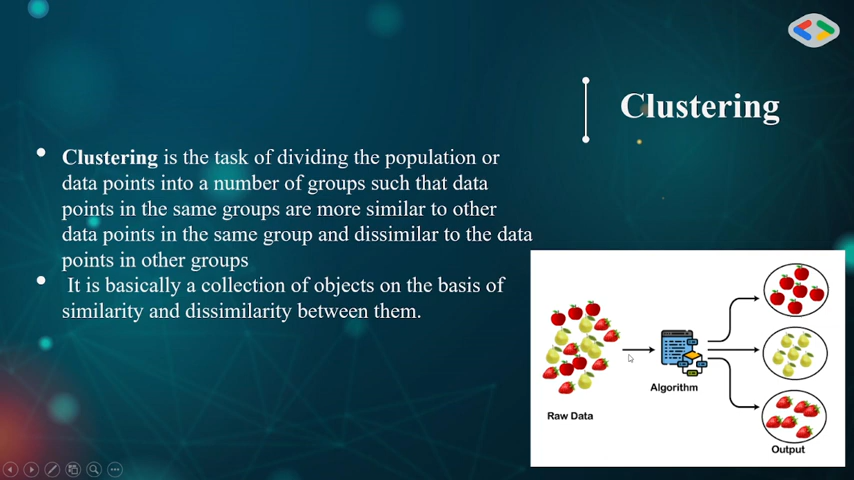 Clustering
• Clustering is the task of dividing the population or
data points into a number of groups such that data
points in the same groups are more similar to other
data points in the same group and dissimilar to the data
points in other groups
• It is basically a collection of objects on the basis of
similarity and dissimilarity between them.
Raw Data
Algorithm
Output